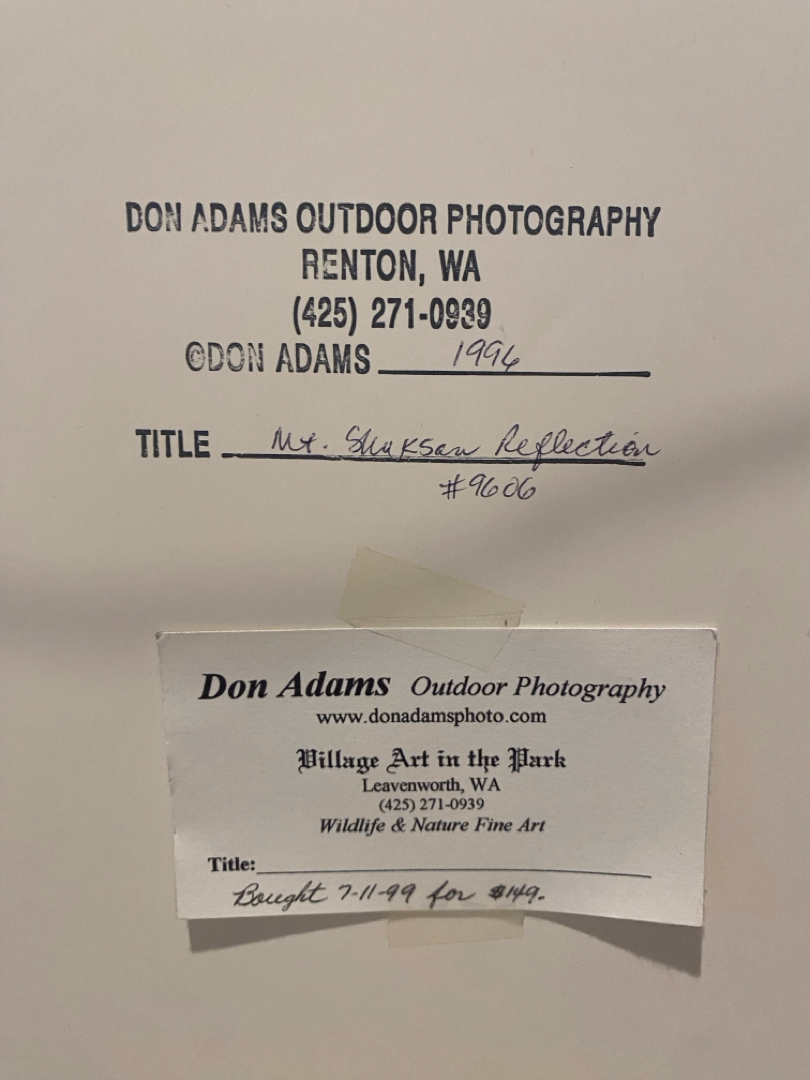 DON ADAMS OUTDOOR PHOTOGRAPHY
RENTON, WA
(425) 271-0939
©DON ADAMS 1996
TITLE Mt. Shuksan Reflection
#9606
Don Adams Outdoor Photography
www.donadamsphoto.com
Village Art in the Park
Leavenworth, WA
(425) 271-0939
Wildlife & Nature Fine Art
Title:
Bought 7-11-99 for $149.